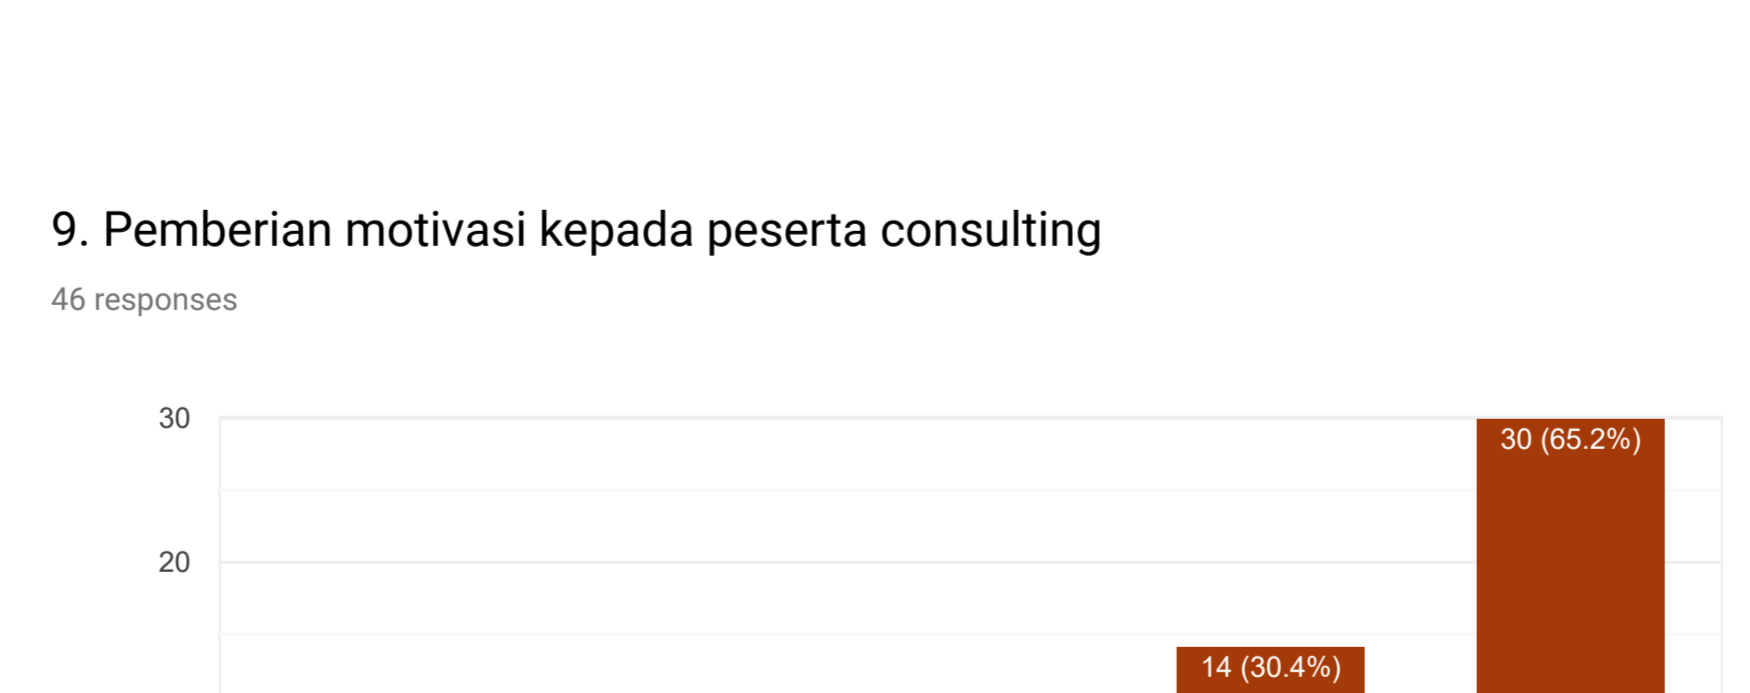 9. Pemberian motivasi kepada peserta consulting
46 responses
30
30 (65.2%)
20
14 (30.4%)